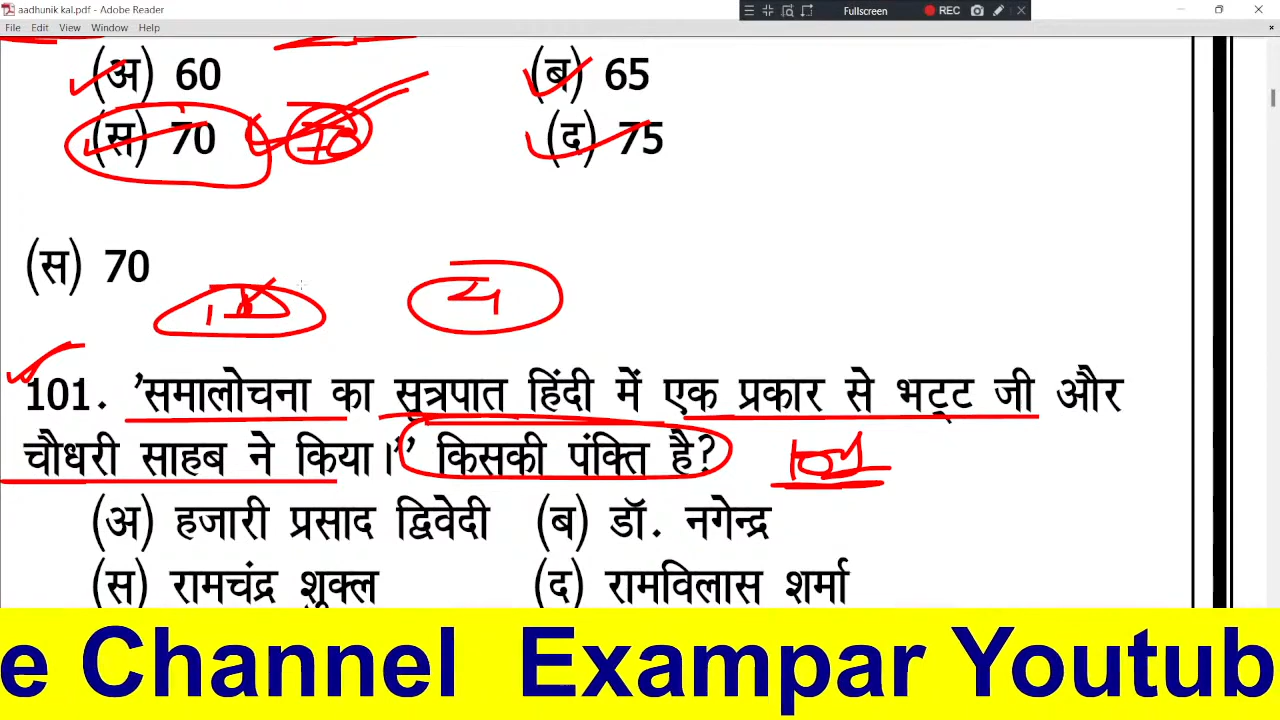 aadhunik kal.pdf - Adobe Reader
Fullscreen REC
File Edit View Window Help
(अ) 60 (ब) 65
(स) 70 70 (द) 75
(स) 70
101. 'समालोचना का सुत्रपात हिंदी में एक प्रकार से भट्ट जी और
चौधरी साहब ने किया।'' किसकी पंक्ति है?
(अ) हजारी प्रसाद द्विवेदी (ब) डॉ. नगेन्द्र
(स) रामचंद्र शुक्ल (द) रामविलास शर्मा
e Channel Exampar Youtub